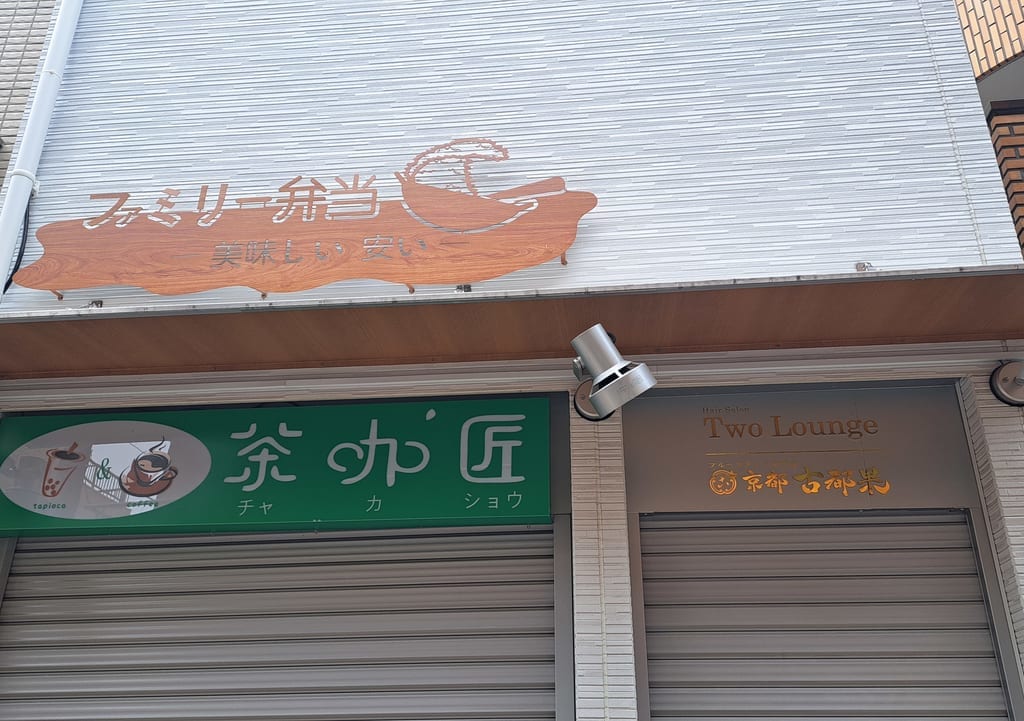 ファミリー弁当
美味しい 安い
tapioca & coffee
茶咖匠
チャ カ ショウ
Hair Salon
Two Lounge
京都 古都果